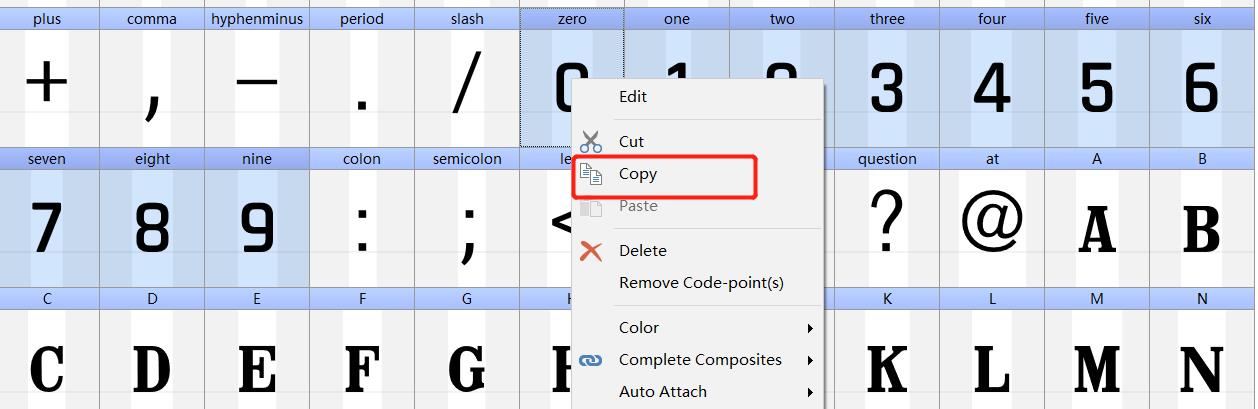 plus comma hyphenminus period slash zero one two three four five six
+ , - . / 0 1 2 3 4 5 6
Edit
Cut
Copy
Paste
Delete
Remove Code-point(s)
Color
Complete Composites
Auto Attach
seven eight nine colon semicolon le question at A B
7 8 9 : ; < ? @ A B
C D E F G K L M N
C D E F G K L M N